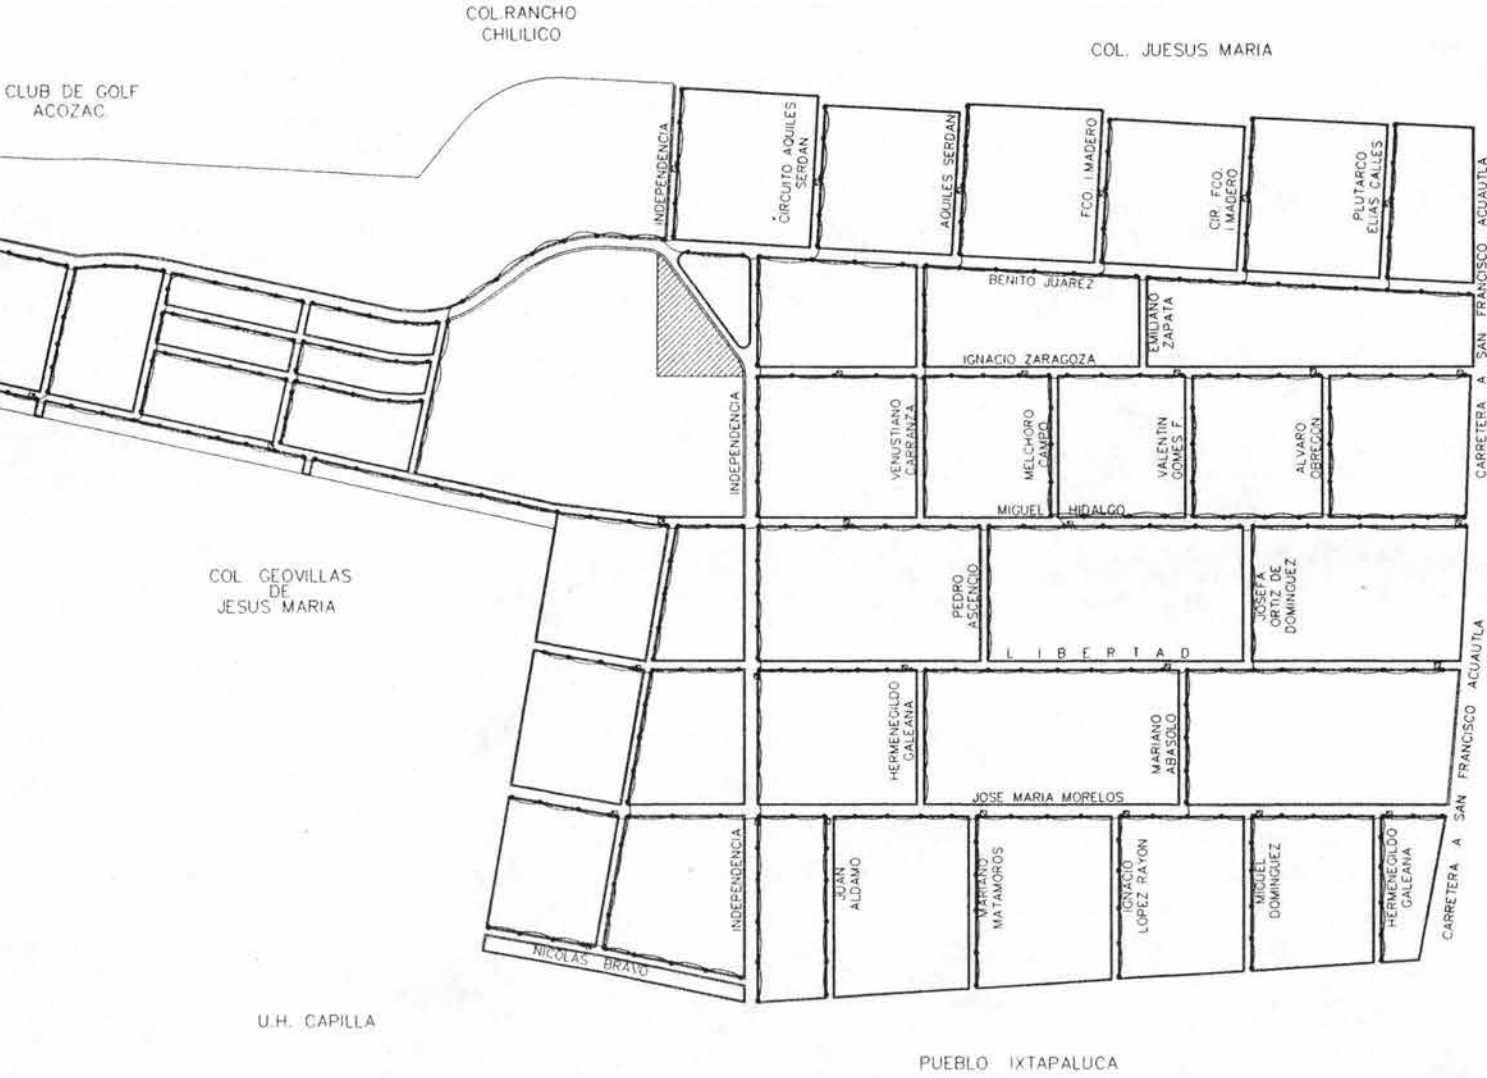 COL.RANCHO
CHILILICO
COL. JUESUS MARIA
CLUB DE GOLF
ACOZAC.
INDEPENDENCIA
CIRCUITO AQUILES
SERDAN
AQUILES SERDAN
FCO. I.MADERO
CIR. FCO.
I.MADERO
PLUTARCO
ELIAS CALLES
CARRETERA A SAN FRANCISCO ACUAUTLA
BENITO JUAREZ
EMILIANO
ZAPATA
IGNACIO ZARAGOZA
INDEPENDENCIA
VENUSTIANO
CARRANZA
MELCHORO
CAMPO
VALENTIN
GOMES F.
ALVARO
OBREGON
MIGUEL HIDALGO
COL GEOVILLAS
DE
JESUS MARIA
PEDRO
ASCENCIO
JOSEFA
ORTIZ DE
DOMINGUEZ
LIBERTAD
HERMENEGILDO
GALEANA
MARIANO
ABASOLO
CARRETERA A SAN FRANCISCO ACUAUTLA
JOSE MARIA MORELOS
INDEPENDENCIA
JUAN
ALDAMO
MARIANO
MATAMOROS
IGNACIO
LOPEZ RAYON
MIGUEL
DOMINGUEZ
HERMENEGILDO
GALEANA
NICOLAS BRAVO
U.H. CAPILLA
PUEBLO IXTAPALUCA